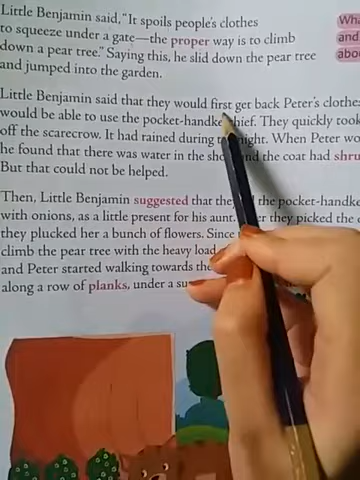 Little Benjamin said, "It spoils people's clothes
to squeeze under a gate—the proper way is to climb
down a pear tree." Saying this, he slid down the pear tree
and jumped into the garden.
Little Benjamin said that they would first get back Peter's clothes
would be able to use the pocket-handke chief. They quickly took
off the scarecrow. It had rained during t night. When Peter wo
he found that there was water in the sho nd the coat had shru
But that could not be helped.
Then, Little Benjamin suggested that the the pocket-handke
with onions, as a little present for his aunt. er they picked the
they plucked her a bunch of flowers. Since
climb the pear tree with the heavy load
and Peter started walking towards the
along a row of planks, under a su
Wha
and
abou